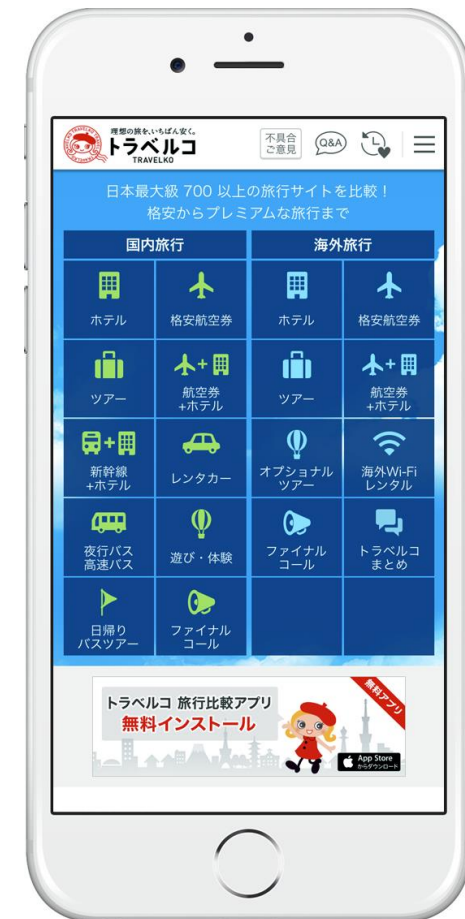 理想の旅を、いちばん安く。
トラベルコ
TRAVELKO
不具合
ご意見
Q&A
日本最大級 700 以上の旅行サイトを比較！
格安からプレミアムな旅行まで
国内旅行
海外旅行
ホテル
格安航空券
ホテル
格安航空券
ツアー
航空券
+ホテル
ツアー
航空券
+ホテル
新幹線
+ホテル
レンタカー
オプショナル
ツアー
海外Wi-Fi
レンタル
夜行バス
高速バス
遊び・体験
ファイナル
コール
トラベルコ
まとめ
日帰り
バスツアー
ファイナル
コール
トラベルコ 旅行比較アプリ
無料インストール
無料アプリ
App Store
からダウンロード